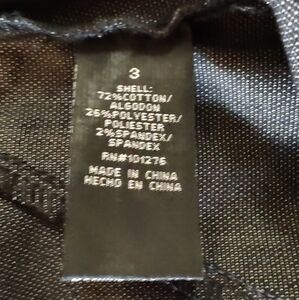 3
SHELL:
72%COTTON/
ALGODON
26%POLYESTER/
POLIESTER
2%SPANDEX/
SPANDEX
RN#101276
MADE IN CHINA
HECHO EN CHINA